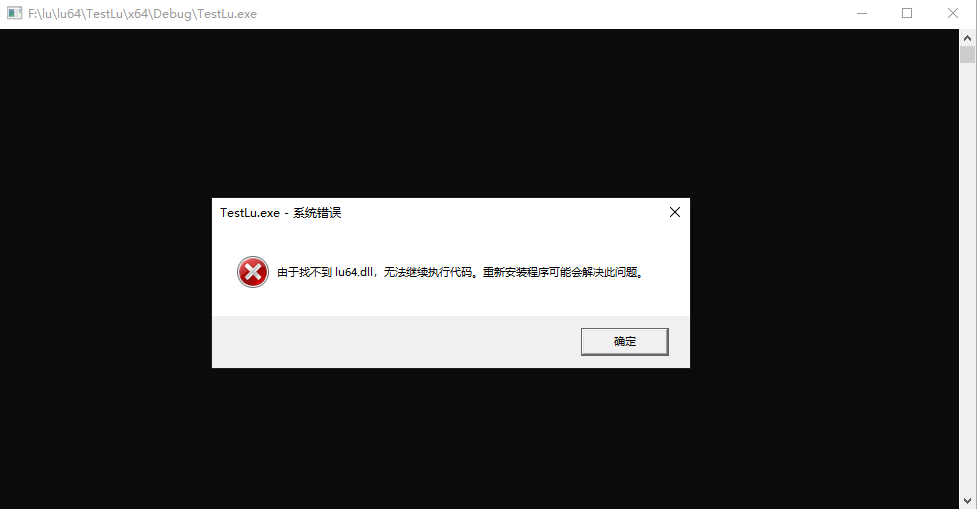 F:\lu\lu64\TestLu\x64\Debug\TestLu.exe
TestLu.exe - 系统错误
由于找不到 lu64.dll，无法继续执行代码。重新安装程序可能会解决此问题。
确定